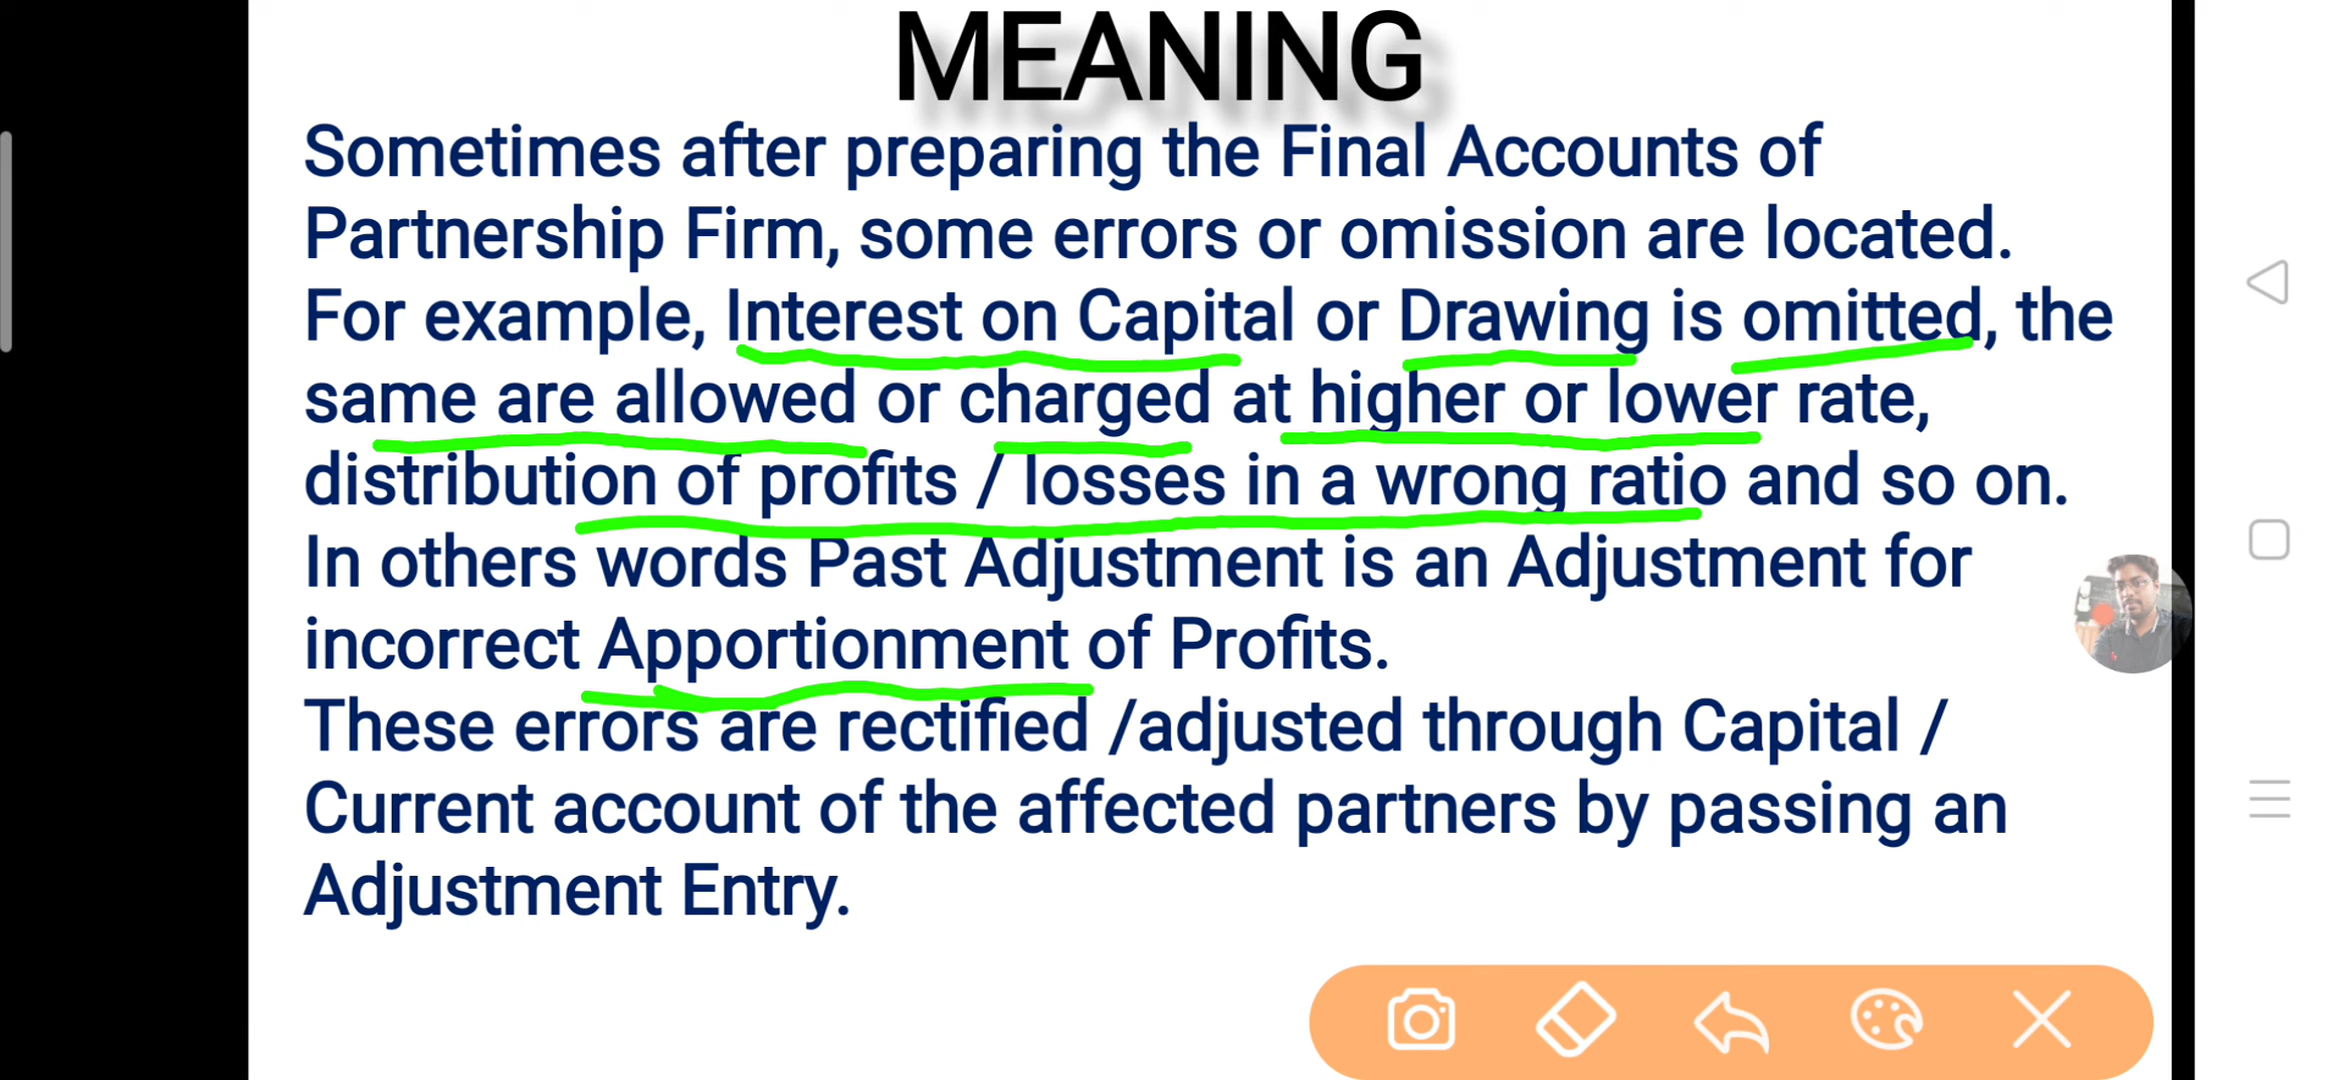 MEANING
Sometimes after preparing the Final Accounts of
Partnership Firm, some errors or omission are located.
For example, Interest on Capital or Drawing is omitted, the
same are allowed or charged at higher or lower rate,
distribution of profits / losses in a wrong ratio and so on.
In others words Past Adjustment is an Adjustment for
incorrect Apportionment of Profits.
These errors are rectified /adjusted through Capital /
Current account of the affected partners by passing an
Adjustment Entry.